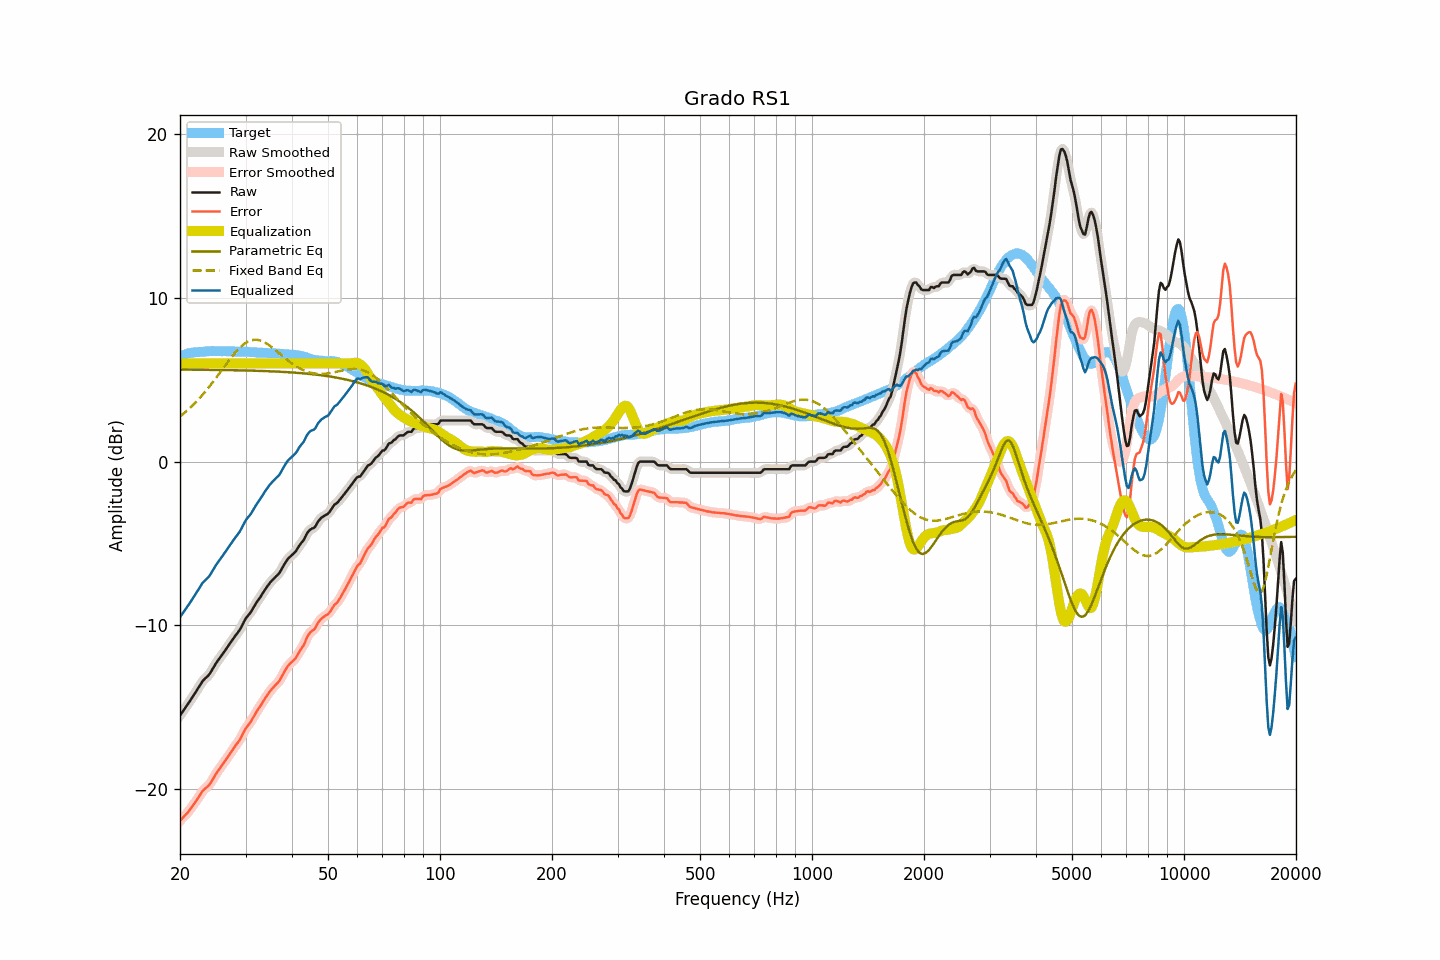 Grado RS1
Target
Raw Smoothed
Error Smoothed
Raw
Error
Equalization
Parametric Eq
Fixed Band Eq
Equalized
Amplitude (dBr)
20
10
0
−10
−20
20 50 100 200 500 1000 2000 5000 10000 20000
Frequency (Hz)